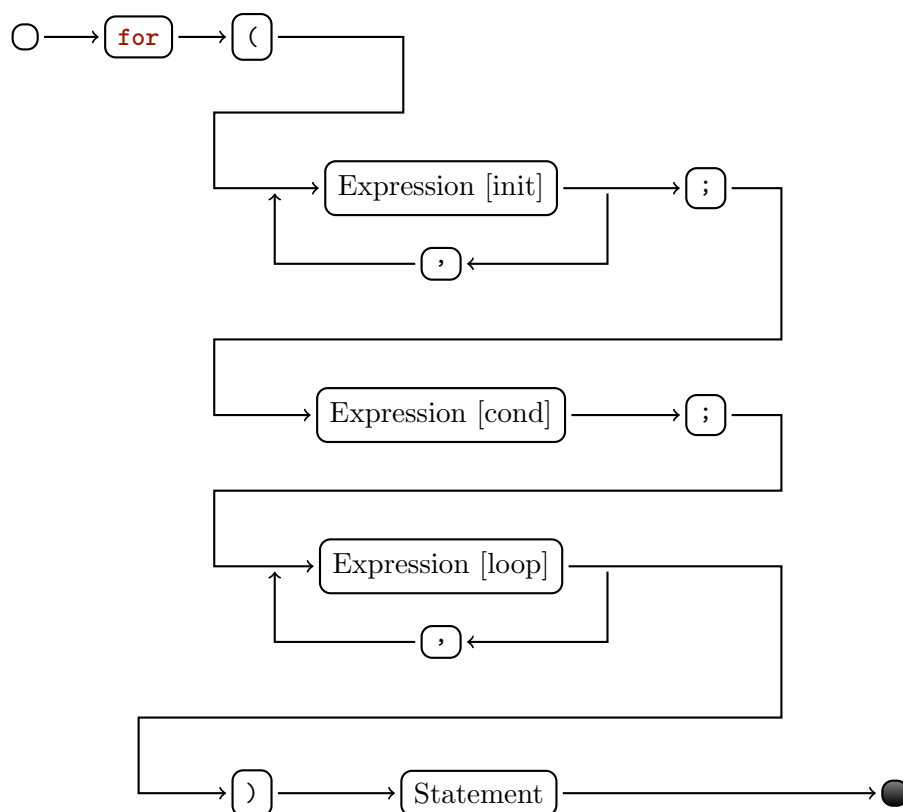 for (
Expression [init] ;
,
Expression [cond] ;
Expression [loop]
,
) Statement